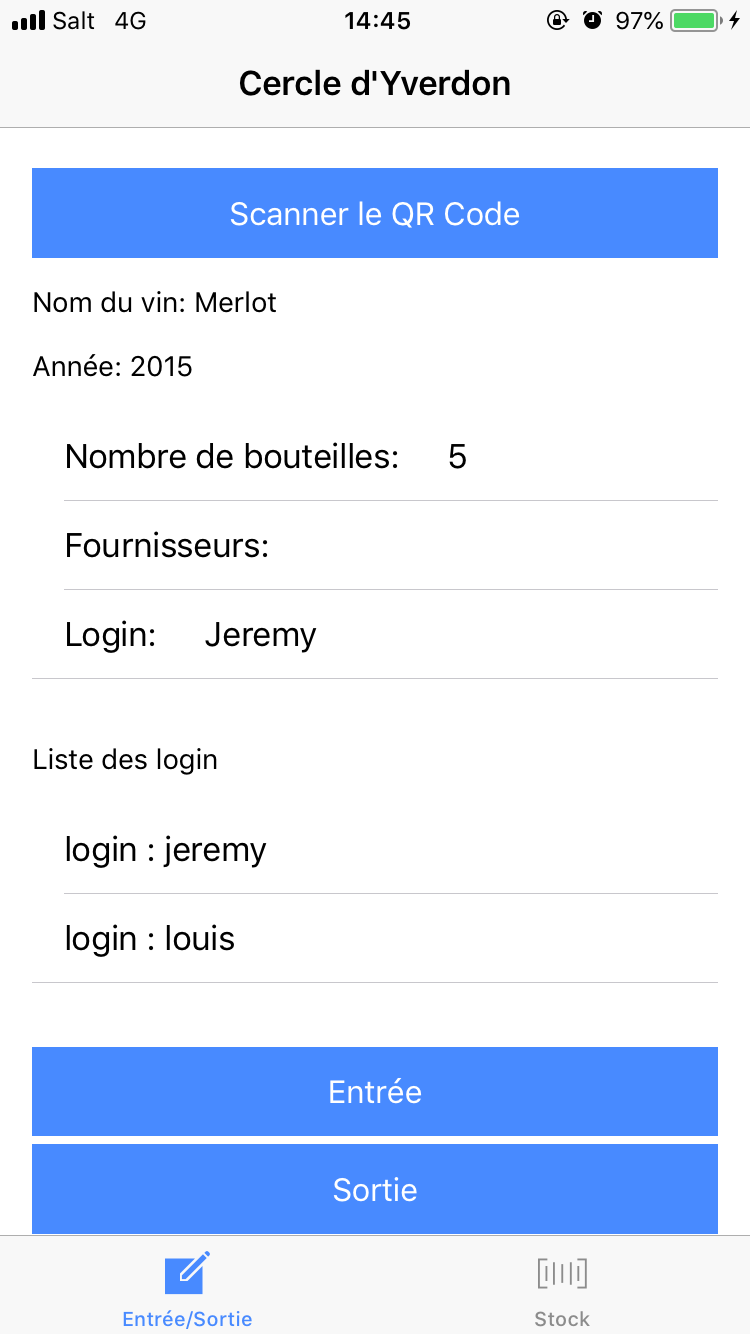 Salt 4G 14:45 97%
Cercle d'Yverdon
Scanner le QR Code
Nom du vin: Merlot
Année: 2015
Nombre de bouteilles: 5
Fournisseurs:
Login: Jeremy
Liste des login
login : jeremy
login : louis
Entrée
Sortie
Entrée/Sortie Stock